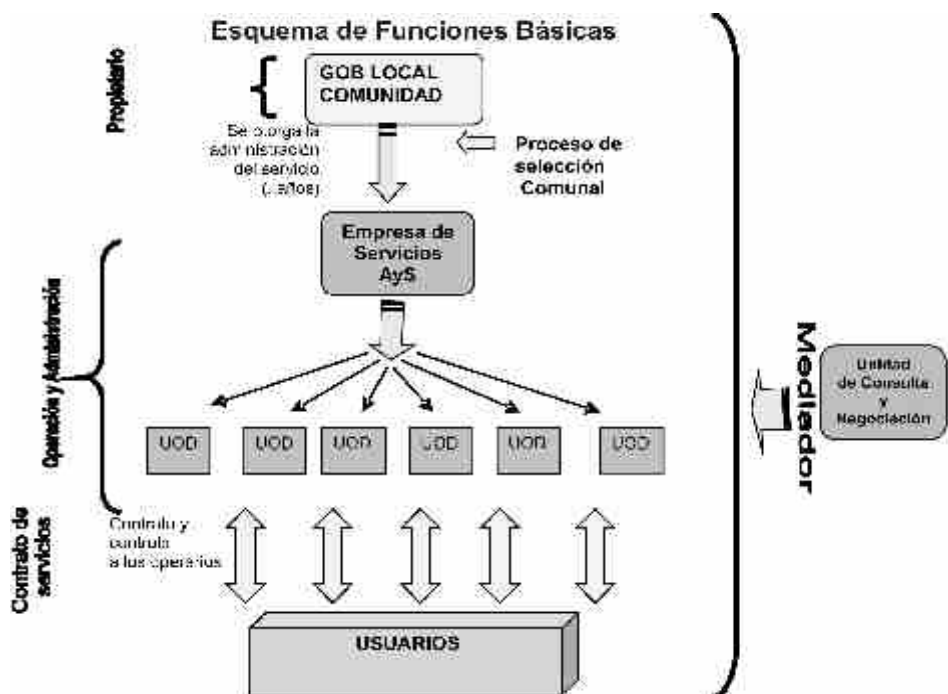 Esquema de Funciones Básicas
Propietario
GOB LOCAL
COMUNIDAD
Se otorga la
administración
del servicio
(..años)
Proceso de
selección
Comunal
Empresa de
Servicios
AyS
Operación y Administración
UOD
UOD
UOD
UOD
UOD
UOD
Mediador
Unidad
de Consulta
y
Negociación
Contrato de
servicios
Contrato y
controla
a los operarios
USUARIOS